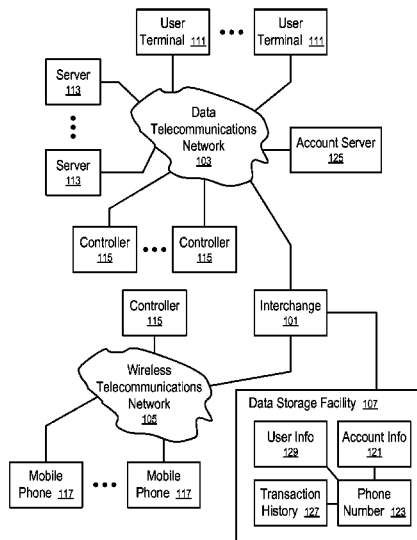 User
Terminal 111
User
Terminal 111
Server
113
Server
113
Data
Telecommunications
Network
103
Account Server
125
Controller
115
Controller
115
Controller
115
Interchange
101
Wireless
Telecommunications
Network
105
Mobile
Phone 117
Mobile
Phone 117
Data Storage Facility 107
User Info
129
Account Info
121
Transaction
History 127
Phone
Number 123